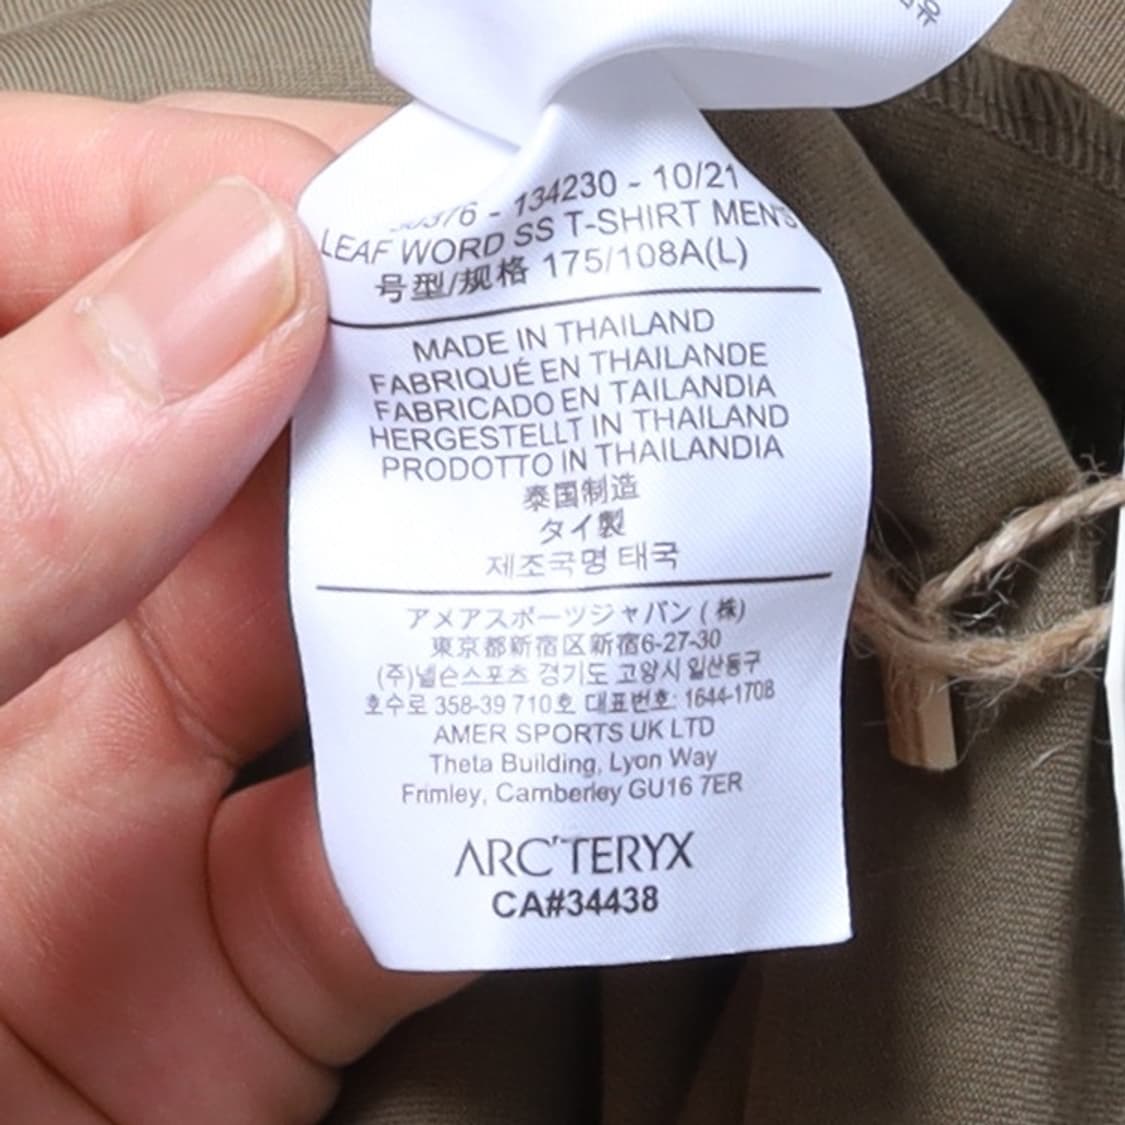 유
- 134230 - 10/21
LEAF WORD SS T-SHIRT MEN'S
号型/规格 175/108A(L)
MADE IN THAILAND
FABRIQUÉ EN THAILANDE
FABRICADO EN TAILANDIA
HERGESTELLT IN THAILAND
PRODOTTO IN THAILANDIA
泰国制造
タイ製
제조국명 태국
アメアスポーツジャパン (株)
東京都新宿区新宿6-27-30
(주)넬슨스포츠 경기도 고양시 일산동구
호수로 358-39 710호 대표번호: 1644-1708
AMER SPORTS UK LTD
Theta Building, Lyon Way
Frimley, Camberley GU16 7ER
ARC'TERYX
CA#34438